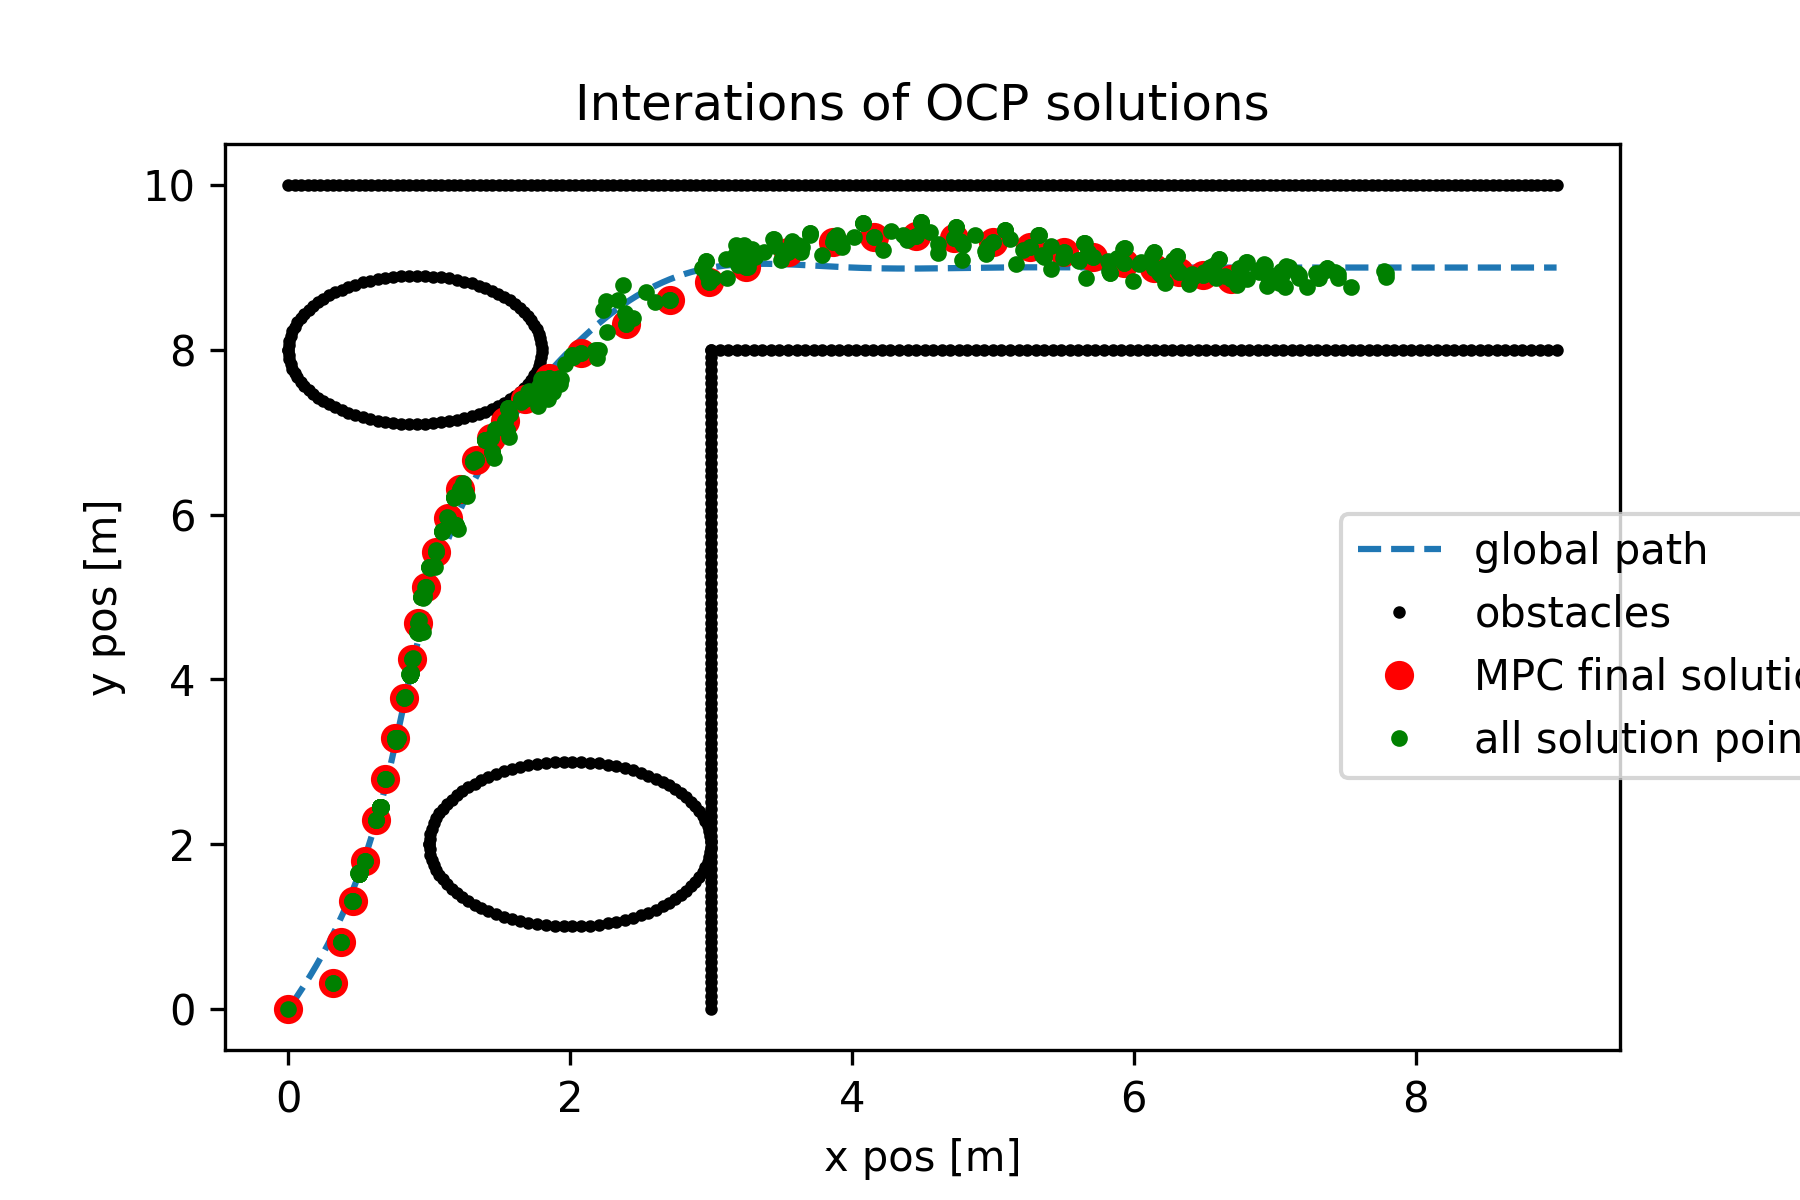 Interations of OCP solutions
10
8
6
4
2
0
y pos [m]
0 2 4 6 8
x pos [m]
global path
obstacles
MPC final solutio
all solution poin